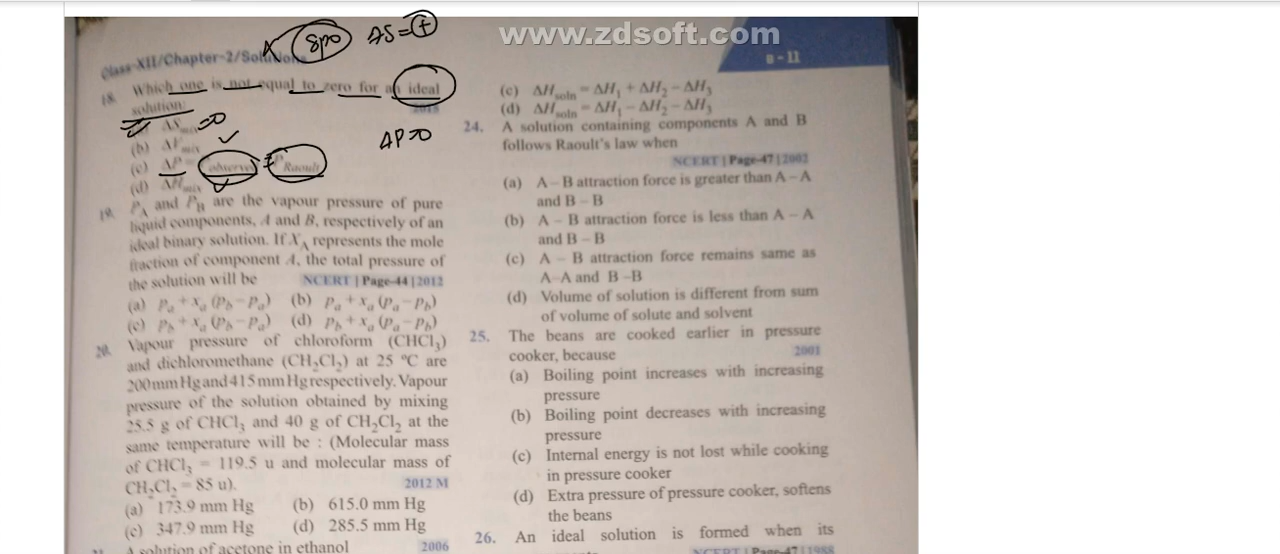 www.zdsoft.com
Class-XII/Chapter-2/Solutions
Spo ΔS = +
B-11
18. Which one is not equal to zero for an ideal
solution: 2015
(a) ΔS_mix = 0
(b) ΔV_mix
(c) ΔP = P_observed - P_Raoult
(d) ΔH_mix
ΔP = 0
19. P_A and P_B are the vapour pressure of pure
liquid components, A and B, respectively of an
ideal binary solution. If X_A represents the mole
fraction of component A, the total pressure of
the solution will be NCERT | Page-44 | 2012
(a) p_a + x_a (p_b – p_a) (b) p_a + x_a (p_a – p_b)
(c) p_b + x_a (p_b – p_a) (d) p_b + x_a (p_a – p_b)
20. Vapour pressure of chloroform (CHCl₃)
and dichloromethane (CH₂Cl₂) at 25 ºC are
200 mm Hg and 415 mm Hg respectively. Vapour
pressure of the solution obtained by mixing
25.5 g of CHCl₃ and 40 g of CH₂Cl₂ at the
same temperature will be : (Molecular mass
of CHCl₃ = 119.5 u and molecular mass of
CH₂Cl₂ = 85 u). 2012 M
(a) 173.9 mm Hg (b) 615.0 mm Hg
(c) 347.9 mm Hg (d) 285.5 mm Hg
A solution of acetone in ethanol 2006
(c) ΔH_soln = ΔH₁ + ΔH₂ – ΔH₃
(d) ΔH_soln = ΔH₁ – ΔH₂ – ΔH₃
24. A solution containing components A and B
follows Raoult's law when
NCERT | Page-47 | 2002
(a) A – B attraction force is greater than A – A
and B – B
(b) A – B attraction force is less than A – A
and B – B
(c) A – B attraction force remains same as
A–A and B–B
(d) Volume of solution is different from sum
of volume of solute and solvent
25. The beans are cooked earlier in pressure
cooker, because 2001
(a) Boiling point increases with increasing
pressure
(b) Boiling point decreases with increasing
pressure
(c) Internal energy is not lost while cooking
in pressure cooker
(d) Extra pressure of pressure cooker, softens
the beans
26. An ideal solution is formed when its
NCERT | Page-47 | 1988